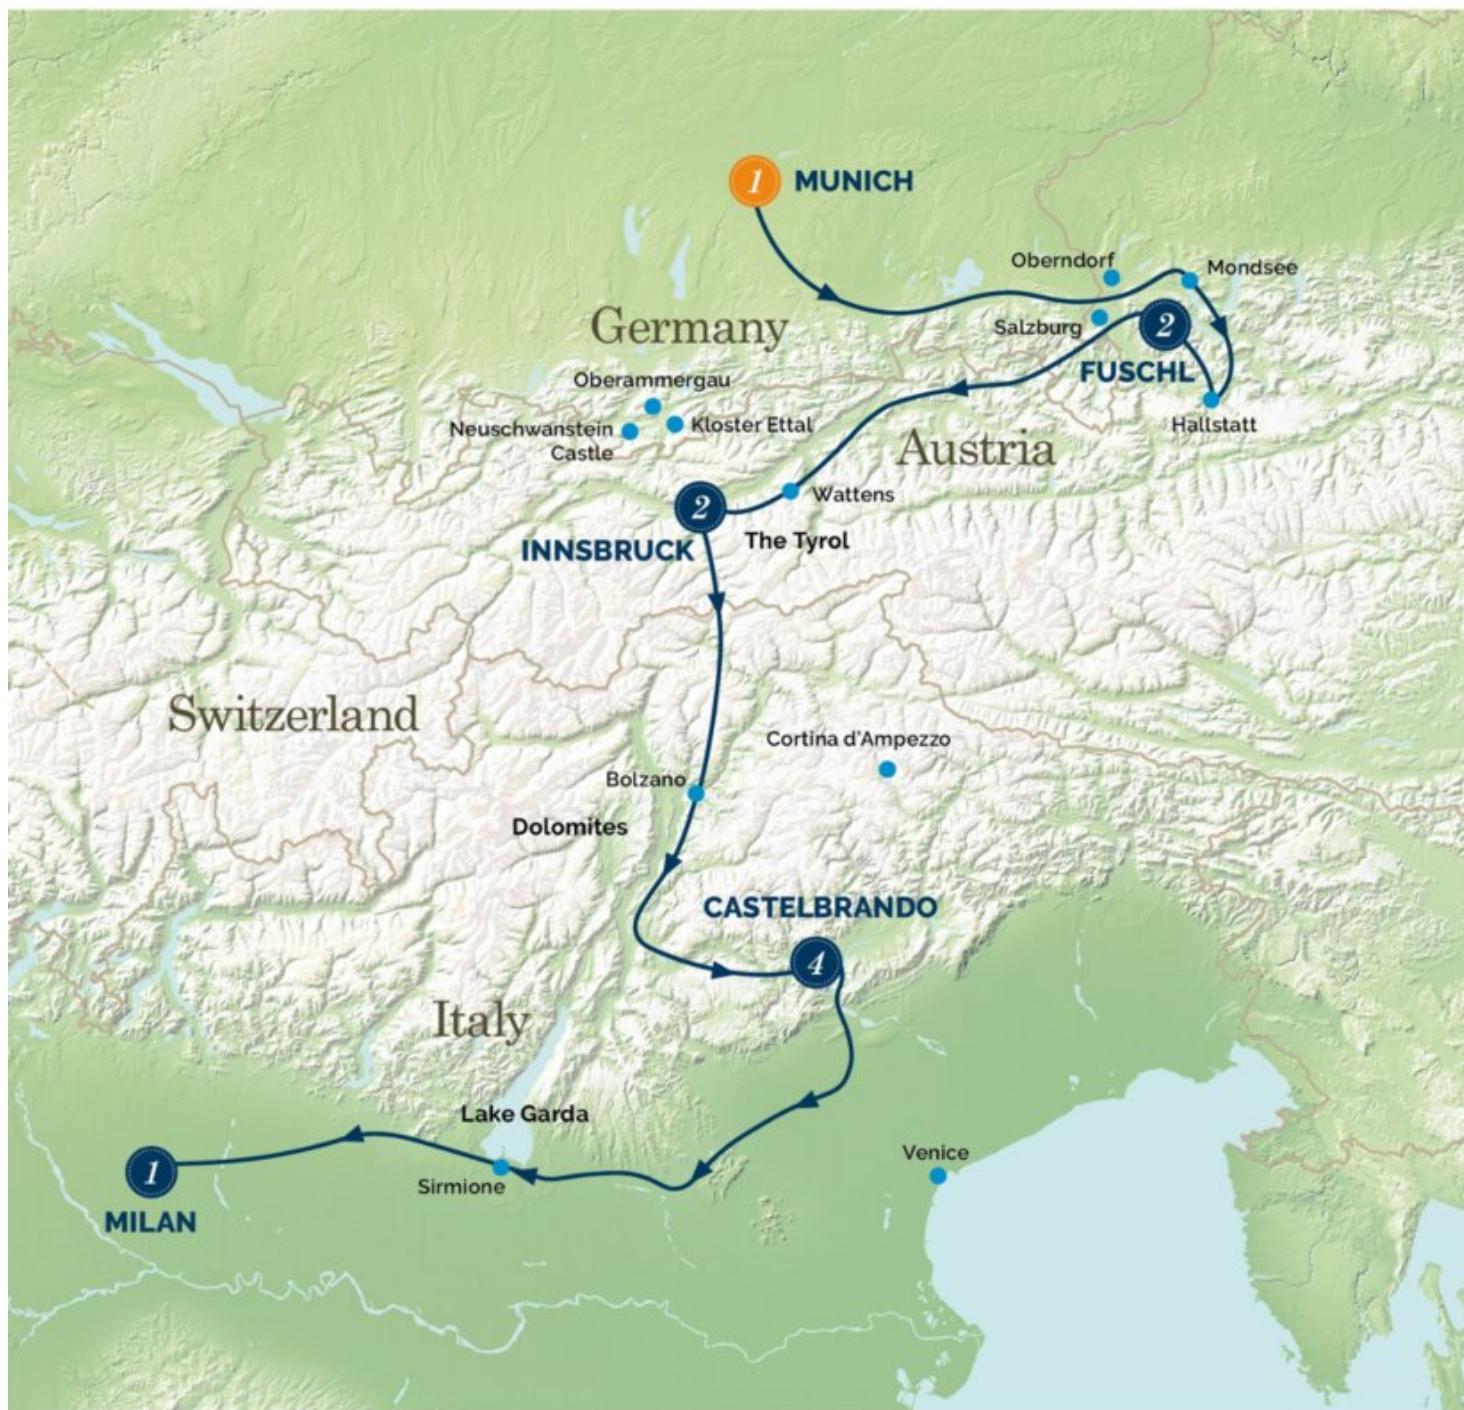 1 MUNICH
Oberndorf
Mondsee
Germany
Salzburg
2
FUSCHL
Oberammergau
Neuschwanstein
Castle
Kloster Ettal
Hallstatt
Austria
Wattens
2
INNSBRUCK
The Tyrol
Switzerland
Cortina d'Ampezzo
Bolzano
Dolomites
CASTELBRANDO
4
Italy
Lake Garda
Venice
1
Sirmione
MILAN